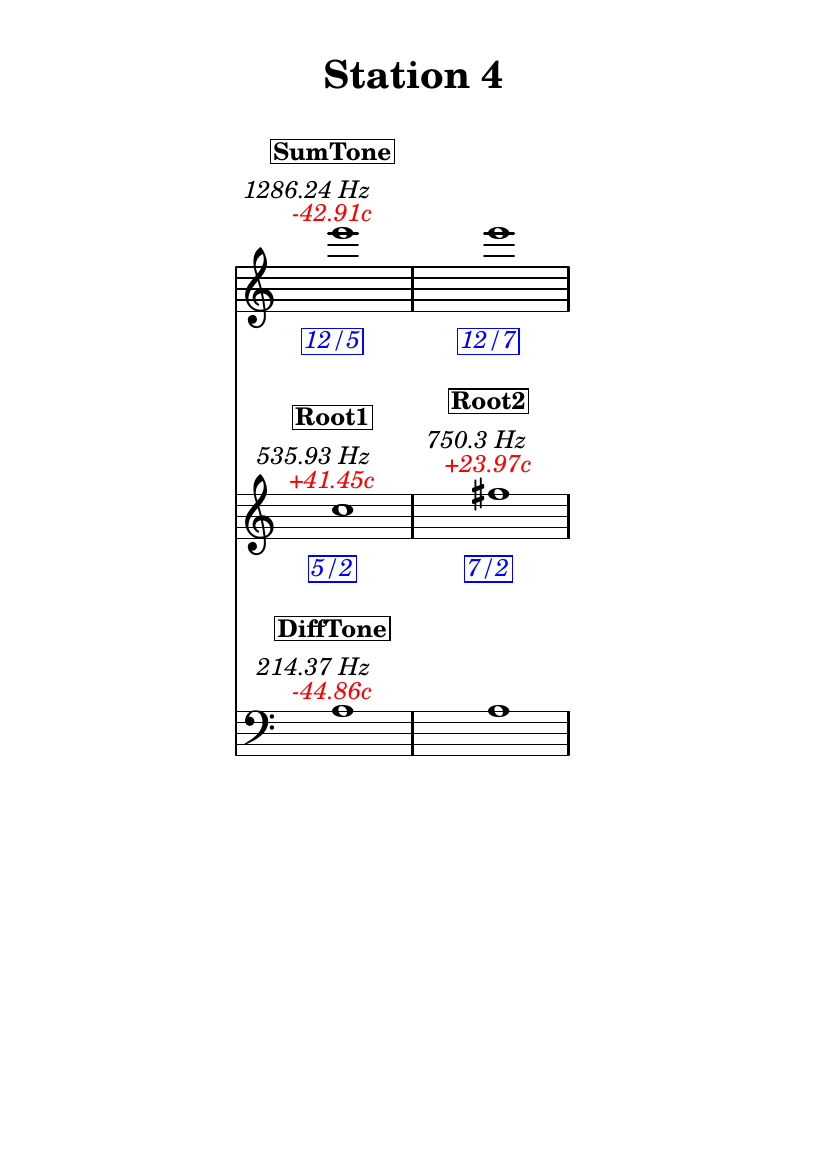 Station 4
SumTone
1286.24 Hz
-42.91c
12/5
12/7
Root1
535.93 Hz
+41.45c
Root2
750.3 Hz
+23.97c
5/2
7/2
DiffTone
214.37 Hz
-44.86c